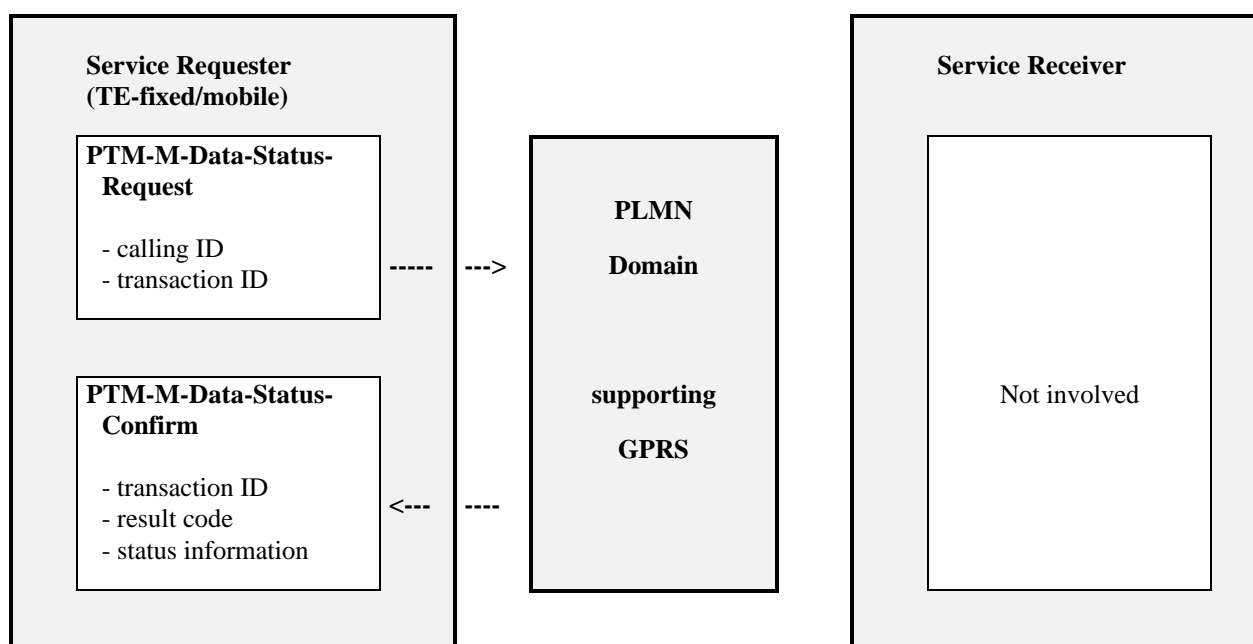 Service Requester
(TE-fixed/mobile)
PTM-M-Data-Status-
Request
- calling ID
- transaction ID
----- --->
PTM-M-Data-Status-
Confirm
- transaction ID
- result code
- status information
<--- ----
PLMN
Domain
supporting
GPRS
Service Receiver
Not involved